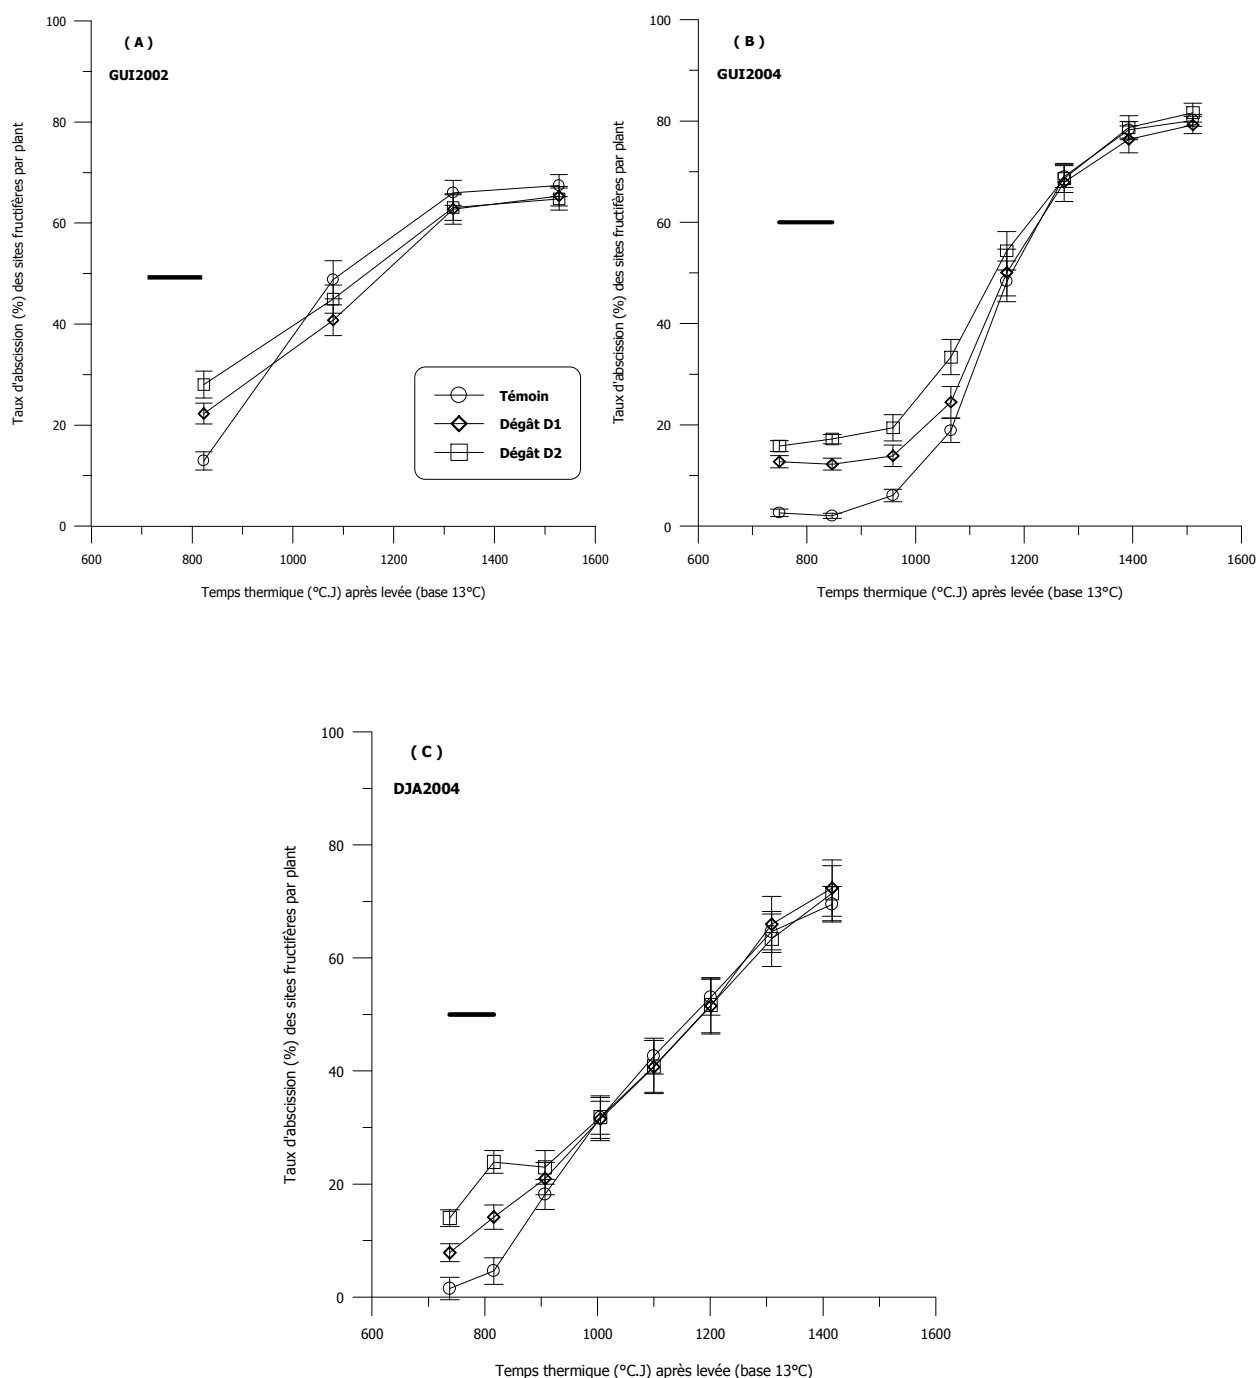 ( A )
GUI2002
Taux d'abscission (%) des sites fructifères par plant
100
80
60
40
20
0
600
800
1000
1200
1400
1600
Temps thermique (°C.J) après levée (base 13°C)
Témoin
Dégât D1
Dégât D2
( B )
GUI2004
Taux d'abscission (%) des sites fructifères par plant
100
80
60
40
20
0
600
800
1000
1200
1400
1600
Temps thermique (°C.J) après levée (base 13°C)
( C )
DJA2004
Taux d'abscission (%) des sites fructifères par plant
100
80
60
40
20
0
600
800
1000
1200
1400
1600
Temps thermique (°C.J) après levée (base 13°C)